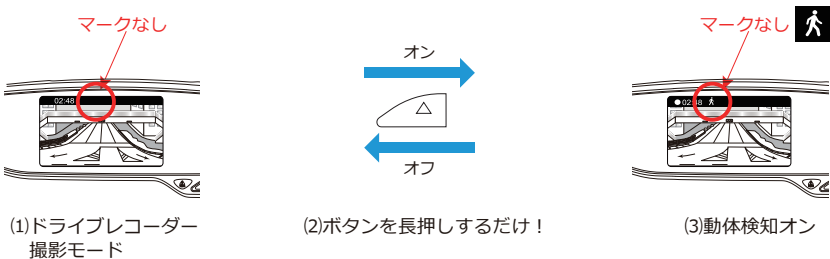 マークなし
02:48
⑴ドライブレコーダー
撮影モード
オン
オフ
⑵ボタンを長押しするだけ！
マークなし
02:48
⑶動体検知オン